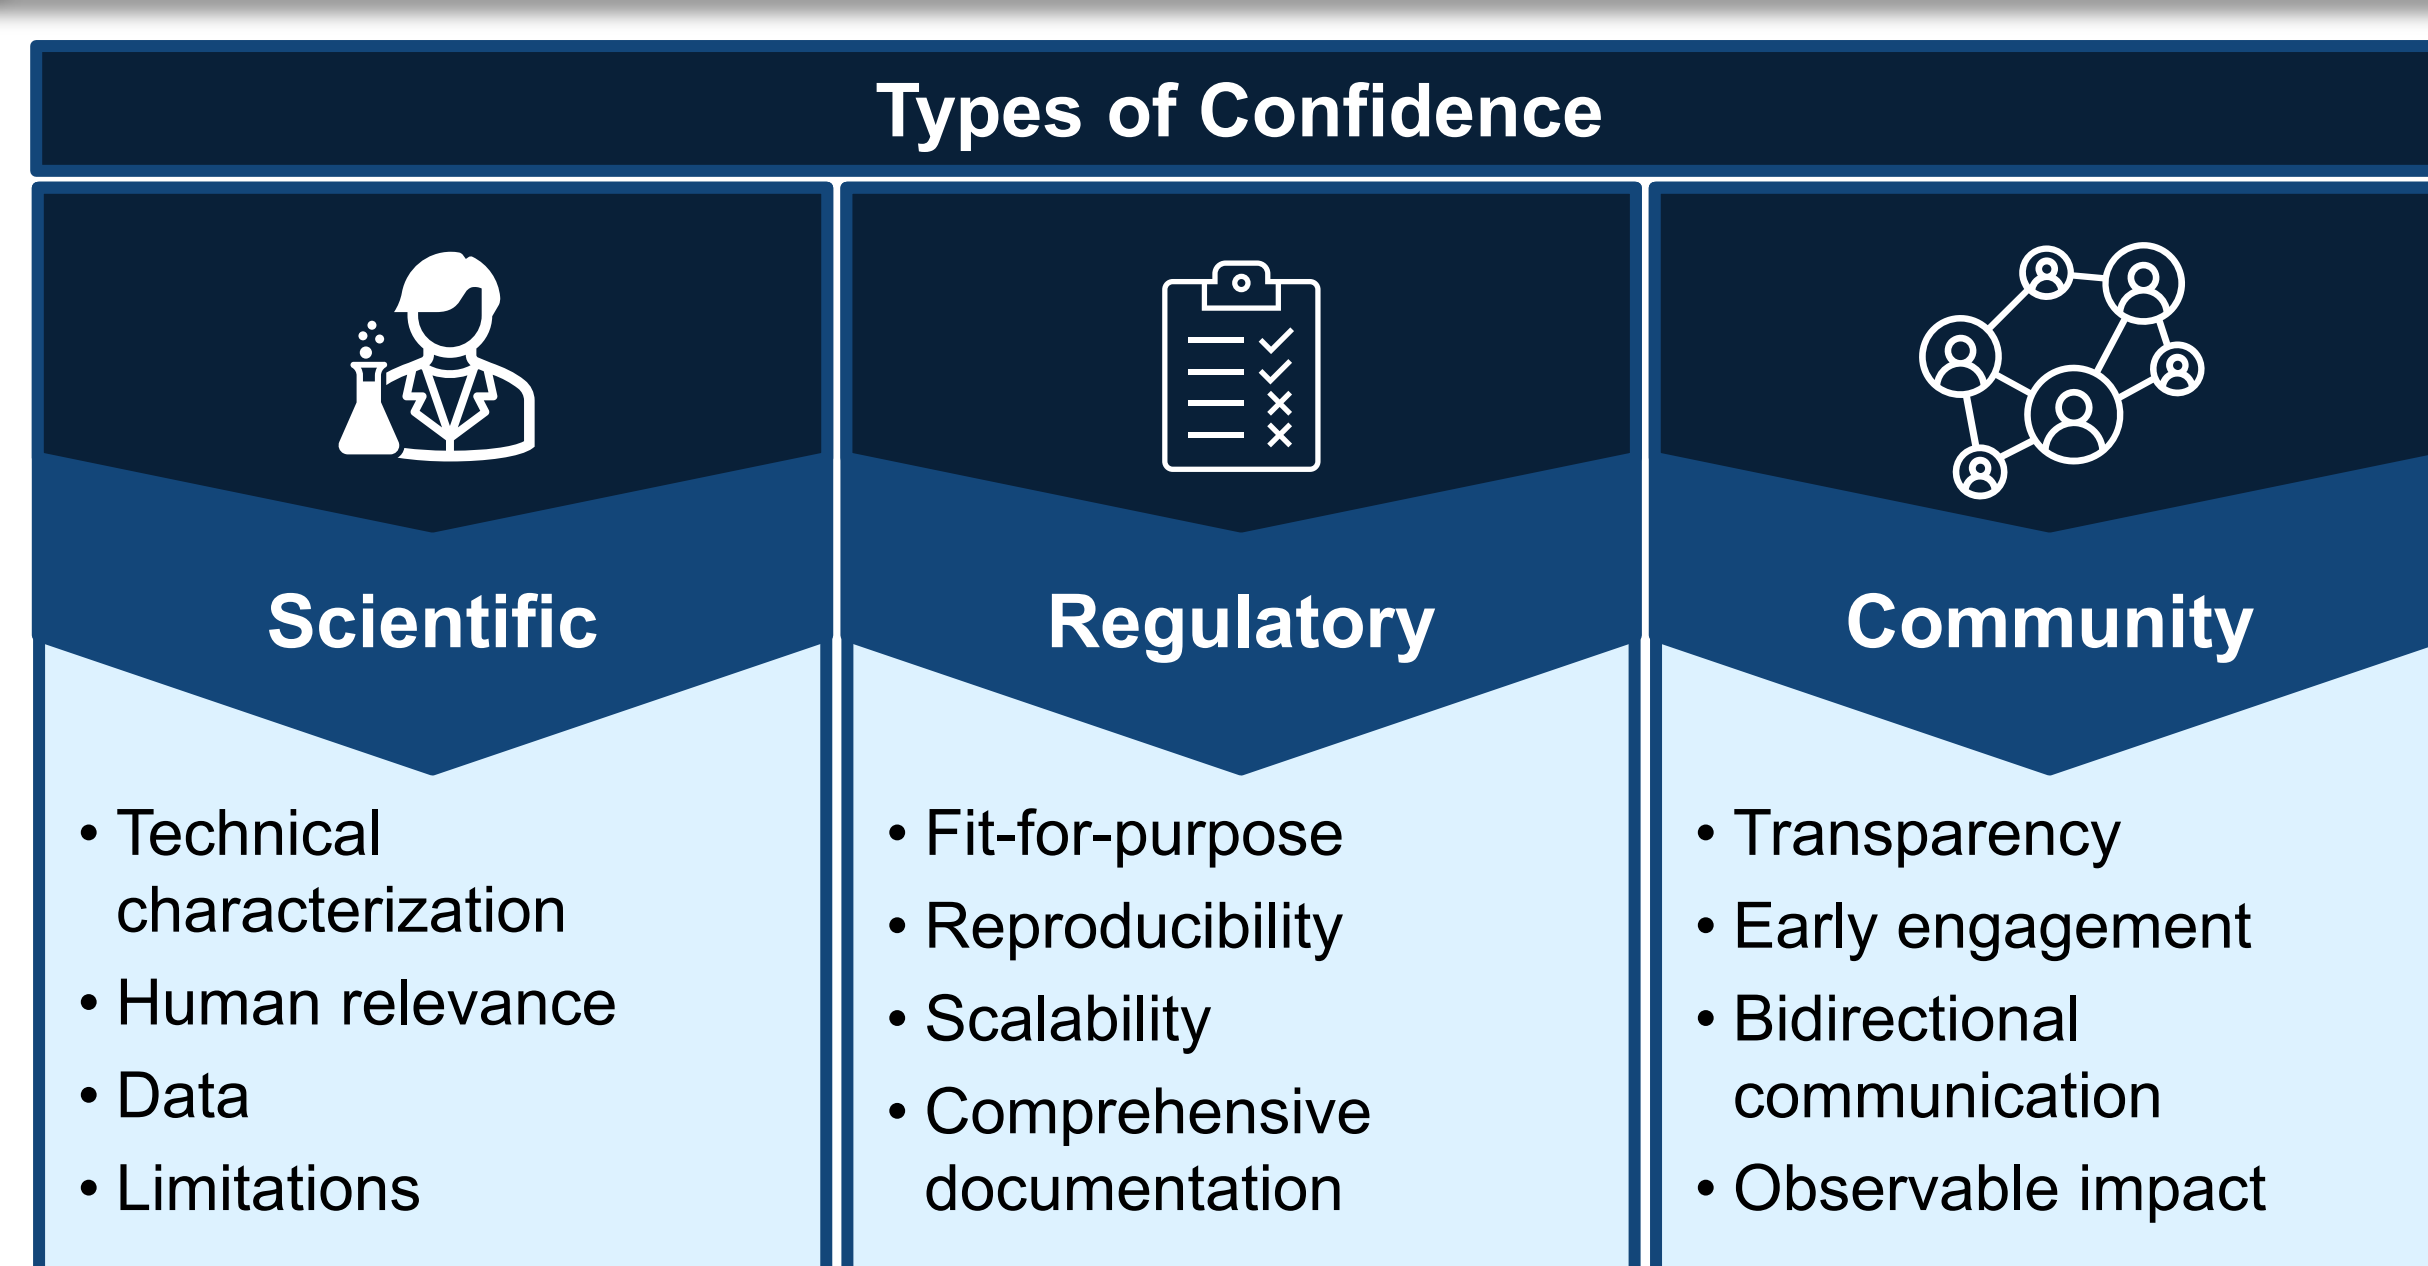 Types of Confidence
Scientific
• Technical
characterization
• Human relevance
• Data
• Limitations
Regulatory
• Fit-for-purpose
• Reproducibility
• Scalability
• Comprehensive
documentation
Community
• Transparency
• Early engagement
• Bidirectional
communication
• Observable impact